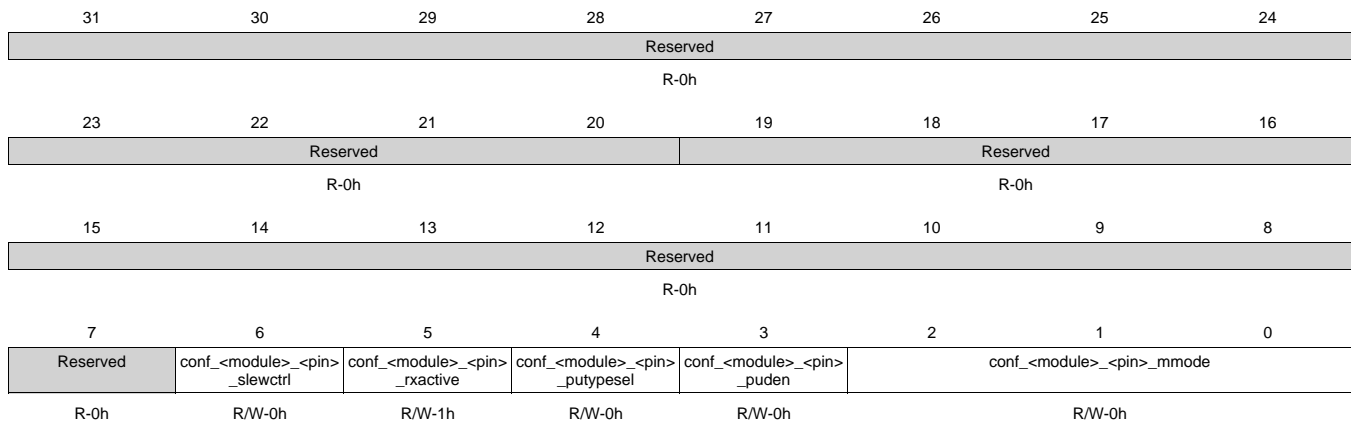 31 30 29 28 27 26 25 24
Reserved
R-0h
23 22 21 20 19 18 17 16
Reserved Reserved
R-0h R-0h
15 14 13 12 11 10 9 8
Reserved
R-0h
7 6 5 4 3 2 1 0
Reserved conf_<module>_<pin> conf_<module>_<pin> conf_<module>_<pin> conf_<module>_<pin> conf_<module>_<pin>_mmode
_slewctrl _rxactive _putypesel _puden
R-0h R/W-0h R/W-1h R/W-0h R/W-0h R/W-0h